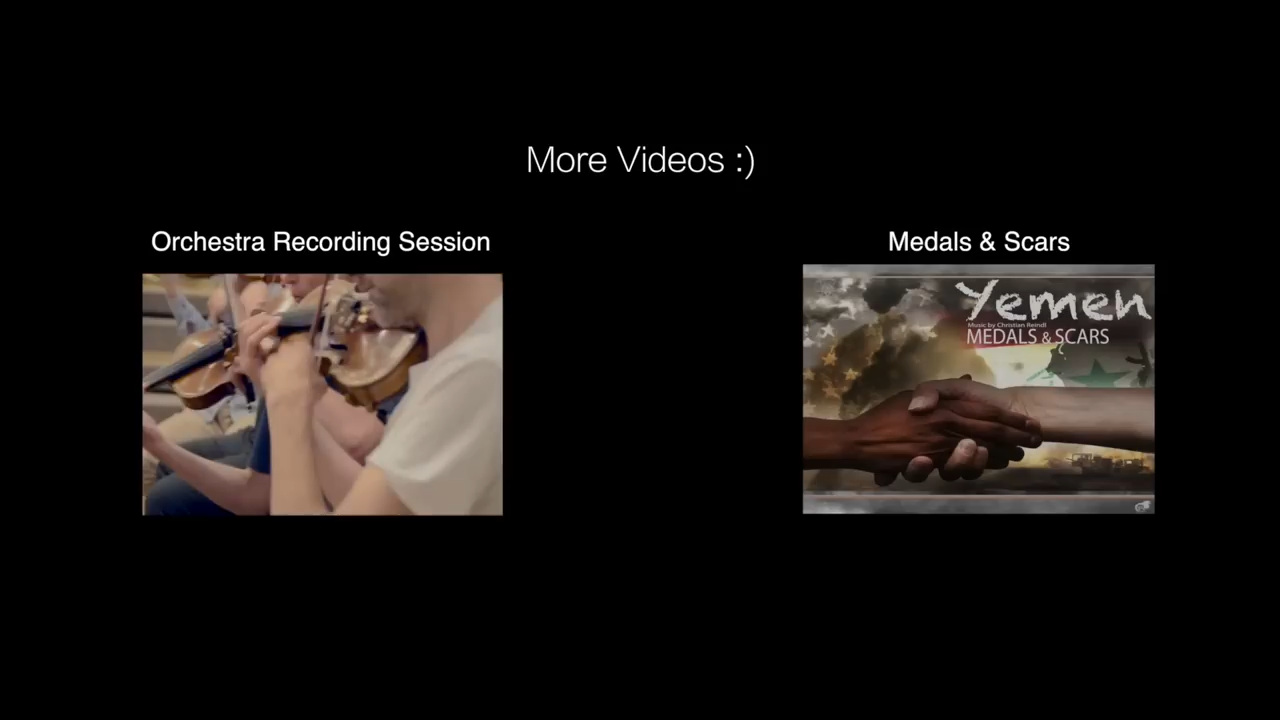 More Videos :)
Orchestra Recording Session
Medals & Scars
Yemen
Music by Christian Reindl
MEDALS & SCARS